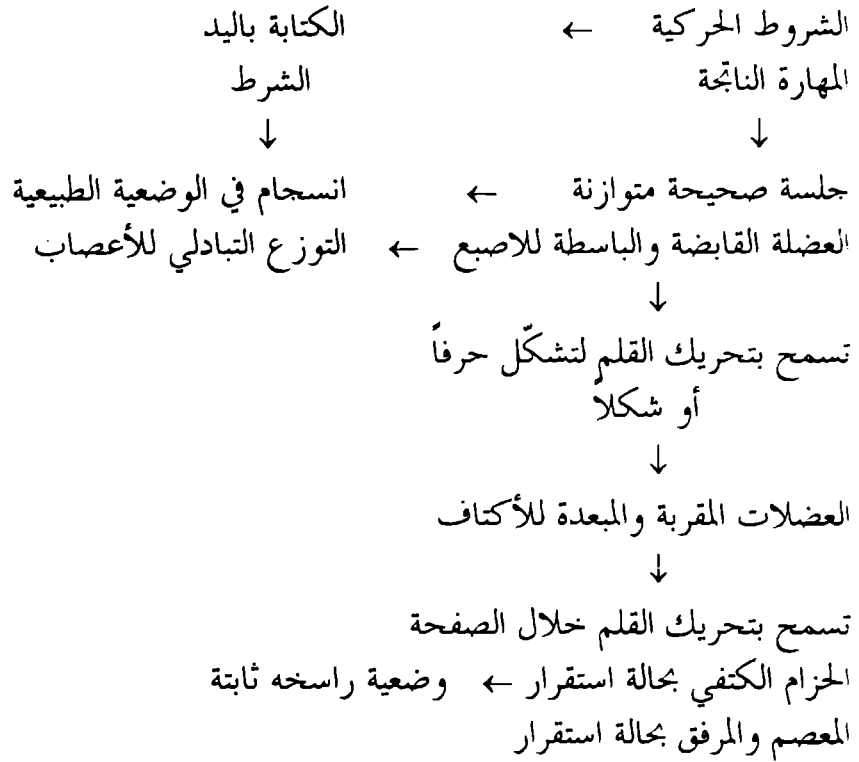 الشروط الحركية ← الكتابة باليد
المهارة الناتجة الشرط
↓ ↓
جلسة صحيحة متوازنة ← انسجام في الوضعية الطبيعية
العضلة القابضة والباسطة للاصبع ← التوزع التبادلي للأعصاب
↓
تسمح بتحريك القلم لتشكّل حرفاً
أو شكلاً
↓
العضلات المقربة والمبعدة للأكتاف
↓
تسمح بتحريك القلم خلال الصفحة
الحزام الكتفي بحالة استقرار ← وضعية راسخه ثابتة
المعصم والمرفق بحالة استقرار